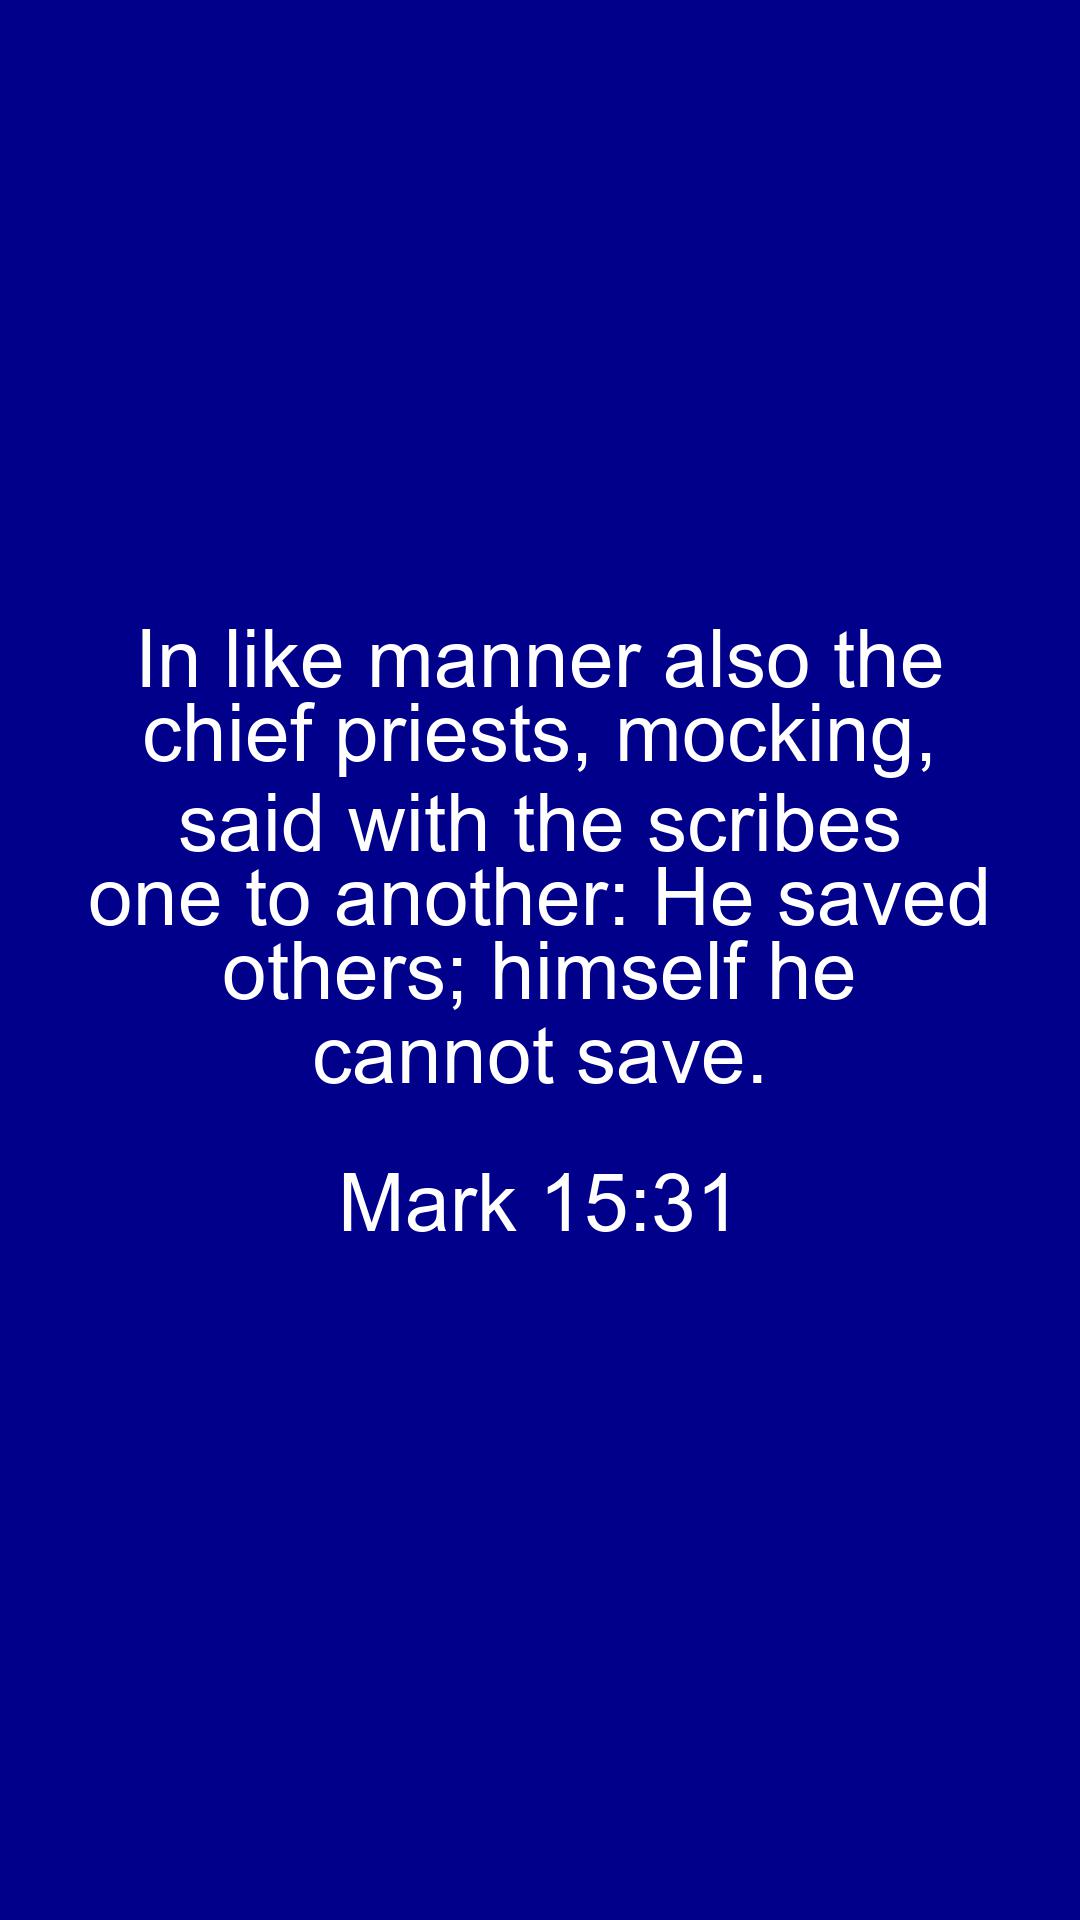 In like manner also the
chief priests, mocking,
said with the scribes
one to another: He saved
others; himself he
cannot save.
Mark 15:31